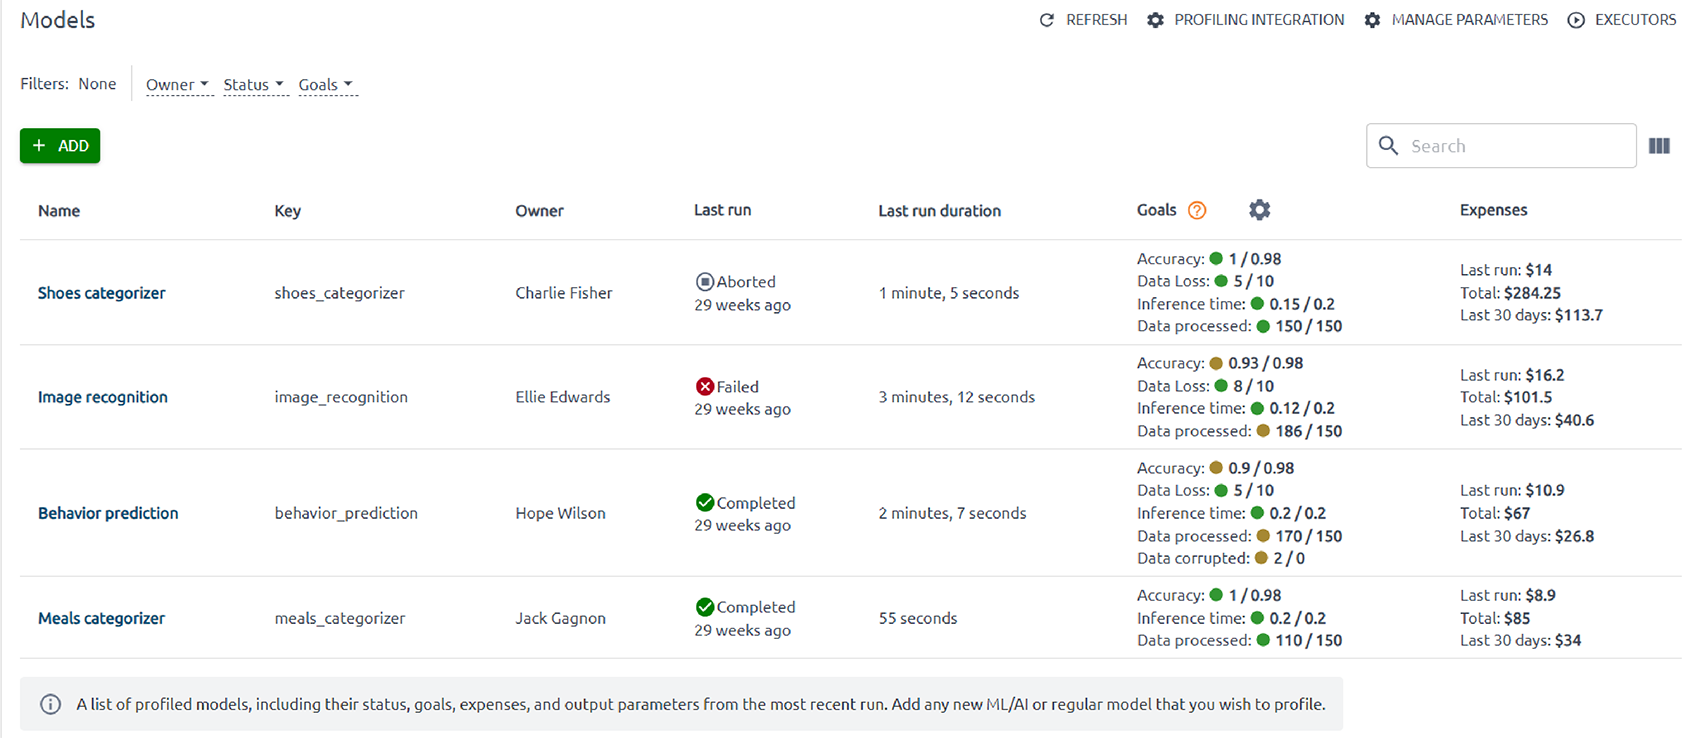 Models
REFRESH PROFILING INTEGRATION MANAGE PARAMETERS EXECUTORS
Filters: None Owner Status Goals
+ ADD
Search
Name Key Owner Last run Last run duration Goals Expenses
Shoes categorizer shoes_categorizer Charlie Fisher
Aborted
29 weeks ago
1 minute, 5 seconds
Accuracy: 1 / 0.98
Data Loss: 5 / 10
Inference time: 0.15 / 0.2
Data processed: 150 / 150
Last run: $14
Total: $284.25
Last 30 days: $113.7
Image recognition image_recognition Ellie Edwards
Failed
29 weeks ago
3 minutes, 12 seconds
Accuracy: 0.93 / 0.98
Data Loss: 8 / 10
Inference time: 0.12 / 0.2
Data processed: 186 / 150
Last run: $16.2
Total: $101.5
Last 30 days: $40.6
Behavior prediction behavior_prediction Hope Wilson
Completed
29 weeks ago
2 minutes, 7 seconds
Accuracy: 0.9 / 0.98
Data Loss: 5 / 10
Inference time: 0.2 / 0.2
Data processed: 170 / 150
Data corrupted: 2 / 0
Last run: $10.9
Total: $67
Last 30 days: $26.8
Meals categorizer meals_categorizer Jack Gagnon
Completed
29 weeks ago
55 seconds
Accuracy: 1 / 0.98
Inference time: 0.2 / 0.2
Data processed: 110 / 150
Last run: $8.9
Total: $85
Last 30 days: $34
A list of profiled models, including their status, goals, expenses, and output parameters from the most recent run. Add any new ML/AI or regular model that you wish to profile.